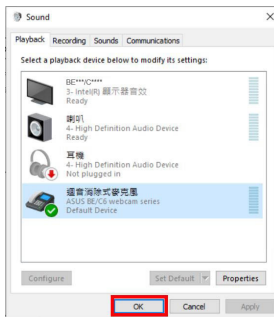 Sound
Playback Recording Sounds Communications
Select a playback device below to modify its settings:
BE***/C****
3- Intel(R) 顯示器音效
Ready
喇叭
4- High Definition Audio Device
Ready
耳機
4- High Definition Audio Device
Not plugged in
迴音消除式麥克風
ASUS BE/C6 webcam series
Default Device
Configure Set Default Properties
OK Cancel Apply